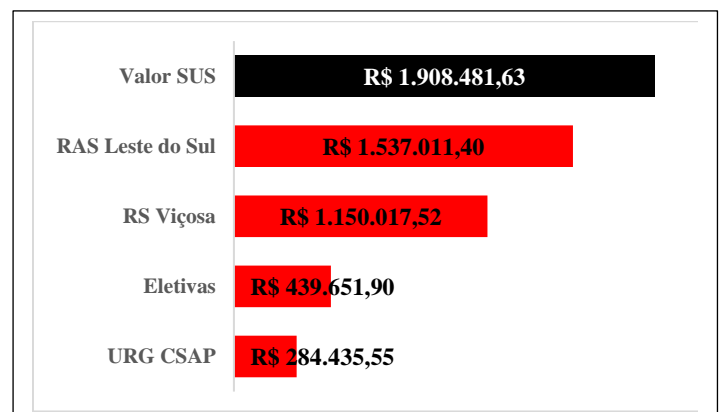 Valor SUS R$ 1.908.481,63
RAS Leste do Sul R$ 1.537.011,40
RS Viçosa R$ 1.150.017,52
Eletivas R$ 439.651,90
URG CSAP R$ 284.435,55